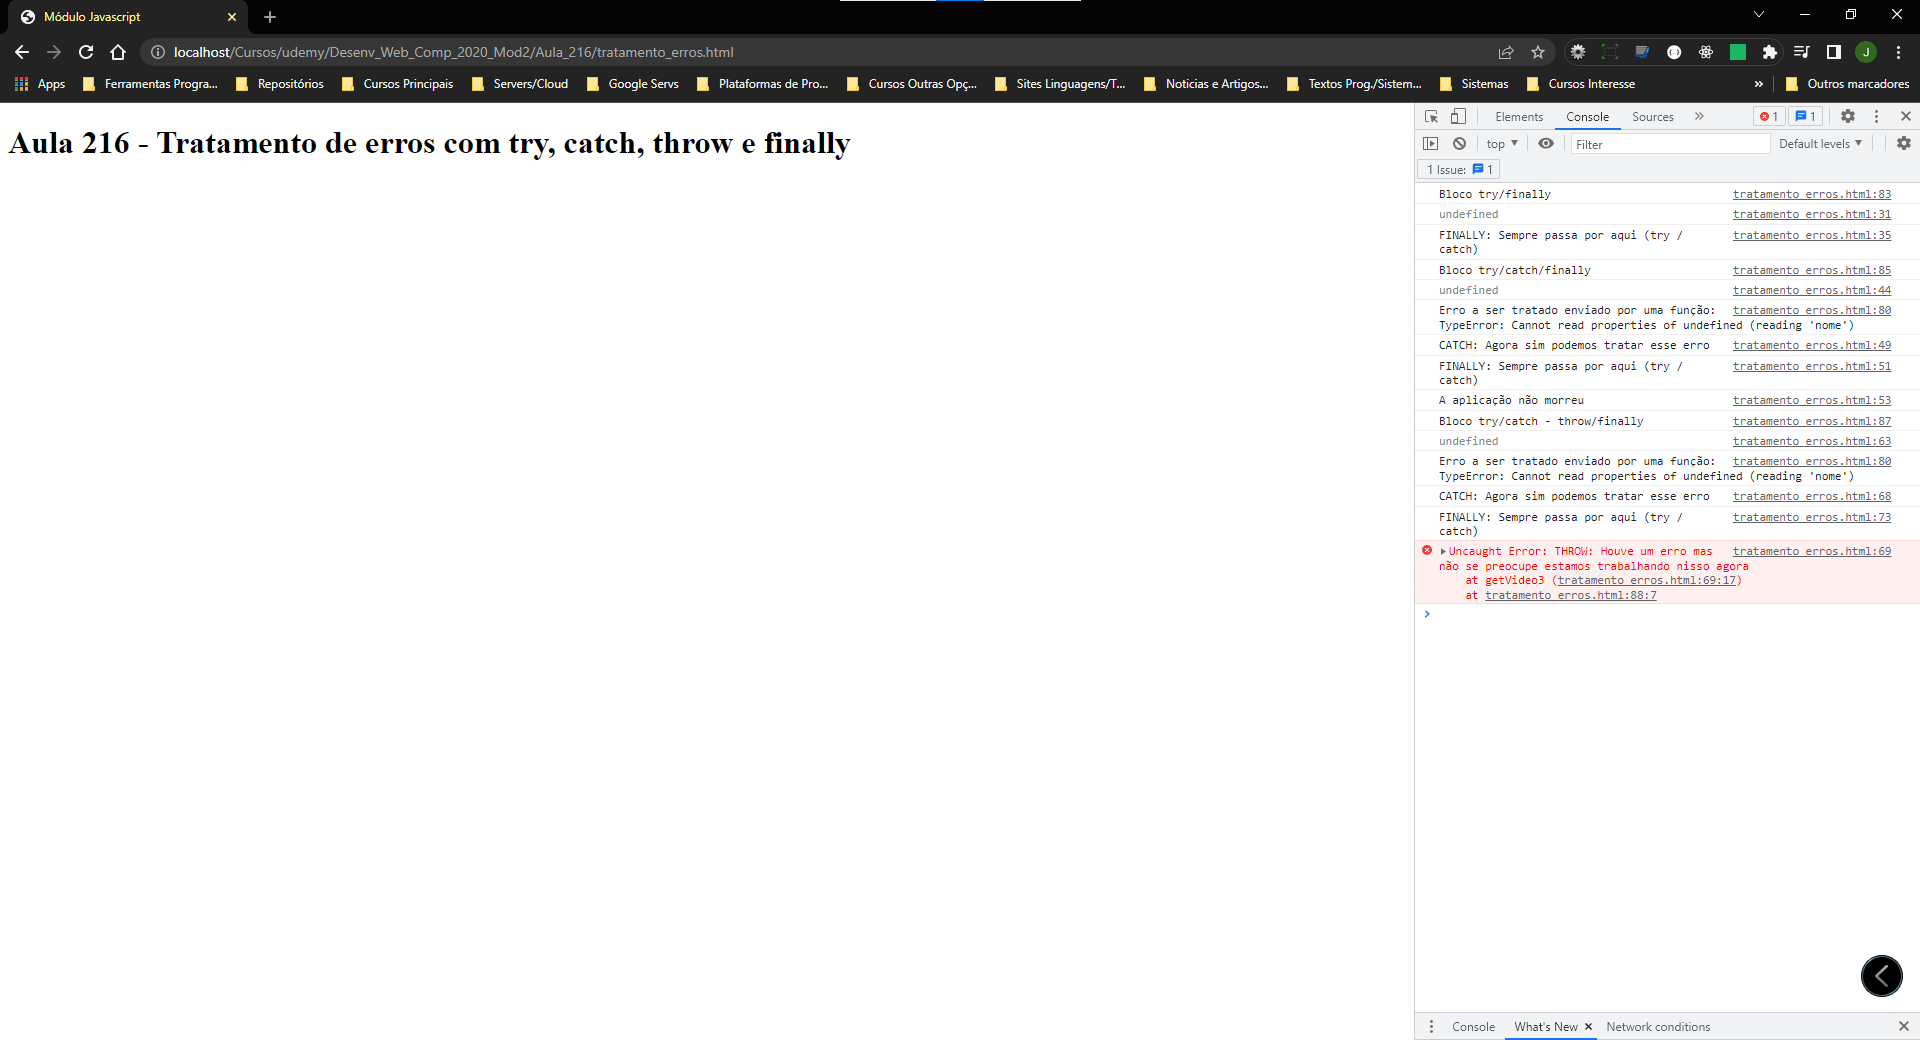 Módulo Javascript
localhost/Cursos/udemy/Desenv_Web_Comp_2020_Mod2/Aula_216/tratamento_erros.html
J
Apps Ferramentas Progra... Repositórios Cursos Principais Servers/Cloud Google Servs Plataformas de Pro... Cursos Outras Opç... Sites Linguagens/T... Noticias e Artigos... Textos Prog./Sistem... Sistemas Cursos Interesse » Outros marcadores
Aula 216 - Tratamento de erros com try, catch, throw e finally
Elements Console Sources » 1 1
top Filter Default levels
1 Issue: 1
Bloco try/finally tratamento_erros.html:83
undefined tratamento_erros.html:31
FINALLY: Sempre passa por aqui (try / tratamento_erros.html:35
catch)
Bloco try/catch/finally tratamento_erros.html:85
undefined tratamento_erros.html:44
Erro a ser tratado enviado por uma função: tratamento_erros.html:80
TypeError: Cannot read properties of undefined (reading 'nome')
CATCH: Agora sim podemos tratar esse erro tratamento_erros.html:49
FINALLY: Sempre passa por aqui (try / tratamento_erros.html:51
catch)
A aplicação não morreu tratamento_erros.html:53
Bloco try/catch - throw/finally tratamento_erros.html:87
undefined tratamento_erros.html:63
Erro a ser tratado enviado por uma função: tratamento_erros.html:80
TypeError: Cannot read properties of undefined (reading 'nome')
CATCH: Agora sim podemos tratar esse erro tratamento_erros.html:68
FINALLY: Sempre passa por aqui (try / tratamento_erros.html:73
catch)
Uncaught Error: THROW: Houve um erro mas tratamento_erros.html:69
não se preocupe estamos trabalhando nisso agora
at getVideo3 (tratamento_erros.html:69:17)
at tratamento_erros.html:88:7
Console What's New Network conditions